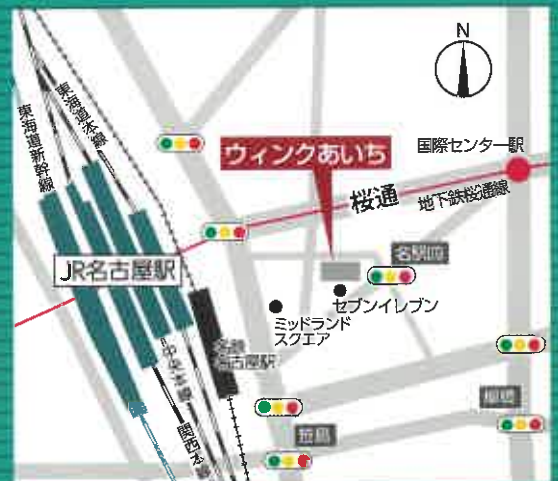 N
東海道本線
東海道新幹線
ウィンクあいち
国際センター駅
桜通
地下鉄桜通線
名駅四
JR名古屋駅
セブンイレブン
ミッドランド
スクエア
名鉄
名古屋駅
中央本線
関西本線
笹島